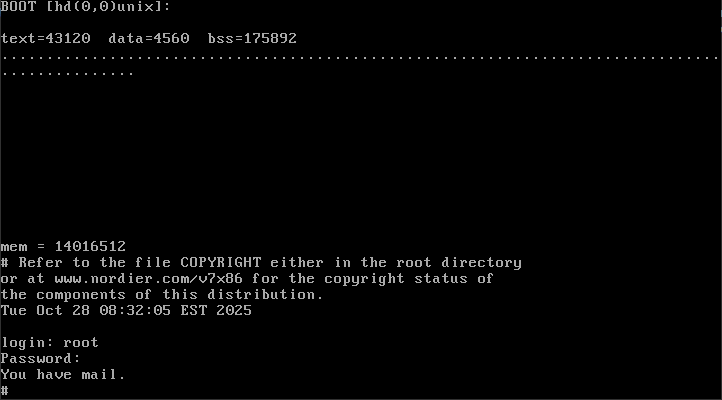 BOOT [hd(0,0)unix]:
text=43120  data=4560  bss=175892
................................................................................
...............
mem = 14016512
# Refer to the file COPYRIGHT either in the root directory
or at www.nordier.com/v7x86 for the copyright status of
the components of this distribution.
Tue Oct 28 08:32:05 EST 2025
login: root
Password:
You have mail.
#